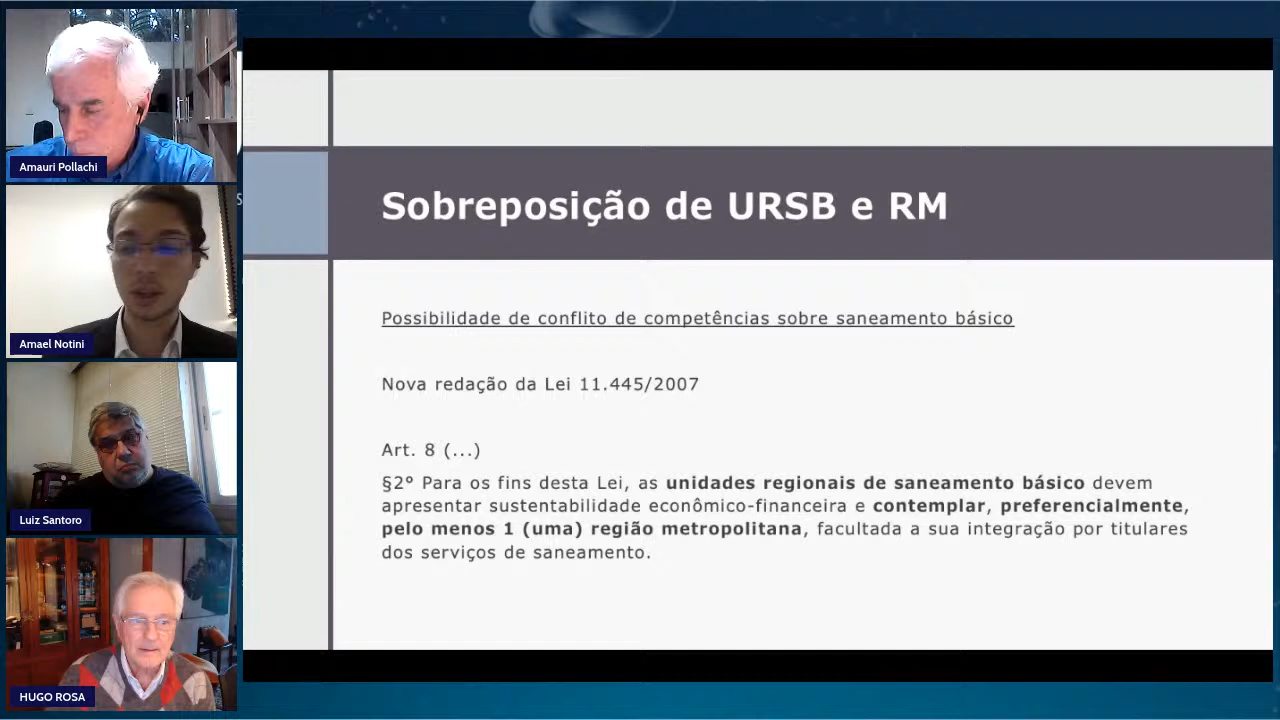 Amauri Pollachi
Amael Notini
Luiz Santoro
HUGO ROSA
S
Sobreposição de URSB e RM
Possibilidade de conflito de competências sobre saneamento básico
Nova redação da Lei 11.445/2007
Art. 8 (...)
§2° Para os fins desta Lei, as unidades regionais de saneamento básico devem
apresentar sustentabilidade econômico-financeira e contemplar, preferencialmente,
pelo menos 1 (uma) região metropolitana, facultada a sua integração por titulares
dos serviços de saneamento.